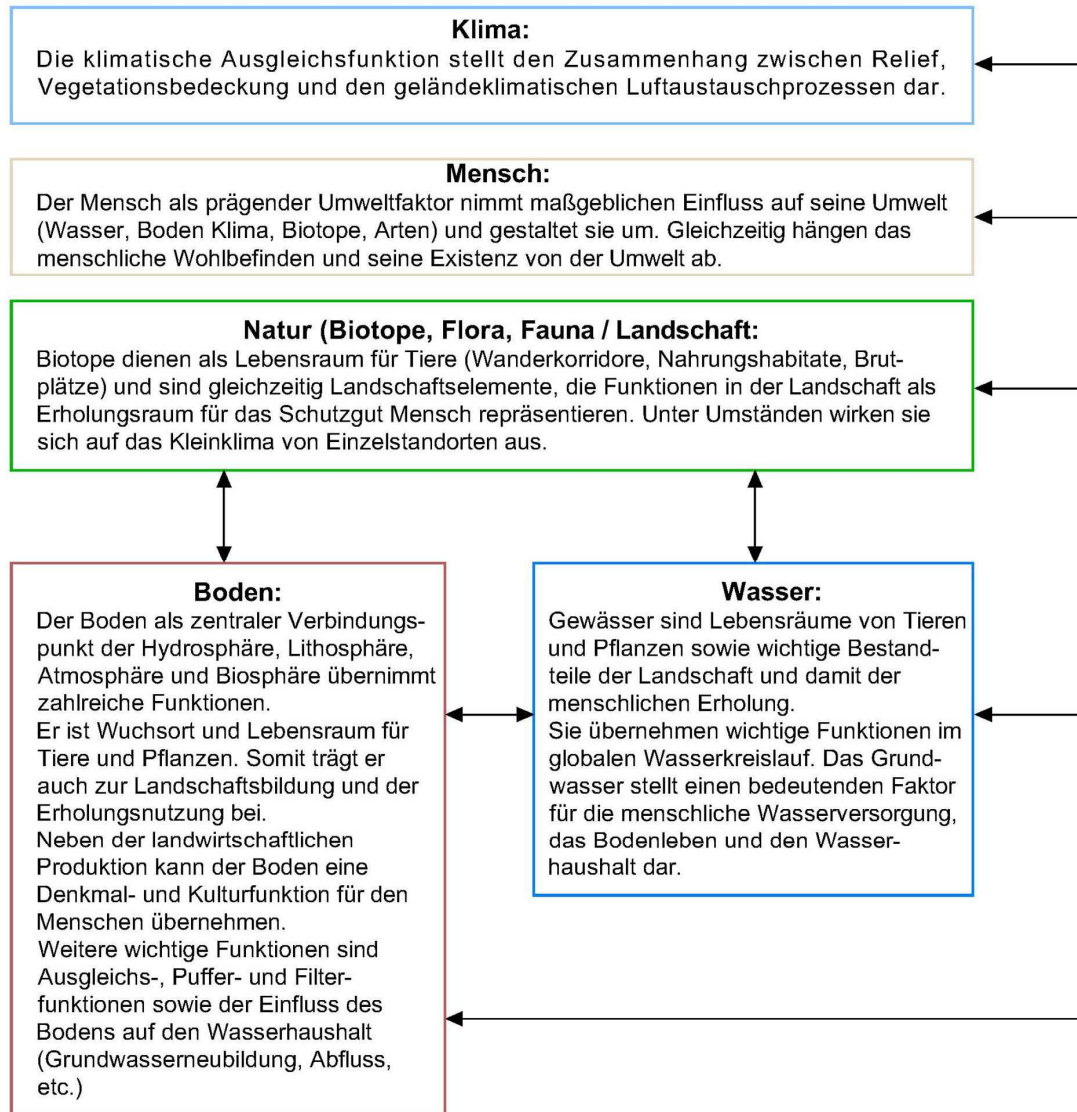 Klima:
Die klimatische Ausgleichsfunktion stellt den Zusammenhang zwischen Relief,
Vegetationsbedeckung und den geländeklimatischen Luftaustauschprozessen dar.
Mensch:
Der Mensch als prägender Umweltfaktor nimmt maßgeblichen Einfluss auf seine Umwelt
(Wasser, Boden Klima, Biotope, Arten) und gestaltet sie um. Gleichzeitig hängen das
menschliche Wohlbefinden und seine Existenz von der Umwelt ab.
Natur (Biotope, Flora, Fauna / Landschaft:
Biotope dienen als Lebensraum für Tiere (Wanderkorridore, Nahrungshabitate, Brut-
plätze) und sind gleichzeitig Landschaftselemente, die Funktionen in der Landschaft als
Erholungsraum für das Schutzgut Mensch repräsentieren. Unter Umständen wirken sie
sich auf das Kleinklima von Einzelstandorten aus.
Boden:
Der Boden als zentraler Verbindungs-
punkt der Hydrosphäre, Lithosphäre,
Atmosphäre und Biosphäre übernimmt
zahlreiche Funktionen.
Er ist Wuchsort und Lebensraum für
Tiere und Pflanzen. Somit trägt er
auch zur Landschaftsbildung und der
Erholungsnutzung bei.
Neben der landwirtschaftlichen
Produktion kann der Boden eine
Denkmal- und Kulturfunktion für den
Menschen übernehmen.
Weitere wichtige Funktionen sind
Ausgleichs-, Puffer- und Filter-
funktionen sowie der Einfluss des
Bodens auf den Wasserhaushalt
(Grundwasserneubildung, Abfluss,
etc.)
Wasser:
Gewässer sind Lebensräume von Tieren
und Pflanzen sowie wichtige Bestand-
teile der Landschaft und damit der
menschlichen Erholung.
Sie übernehmen wichtige Funktionen im
globalen Wasserkreislauf. Das Grund-
wasser stellt einen bedeutenden Faktor
für die menschliche Wasserversorgung,
das Bodenleben und den Wasser-
haushalt dar.